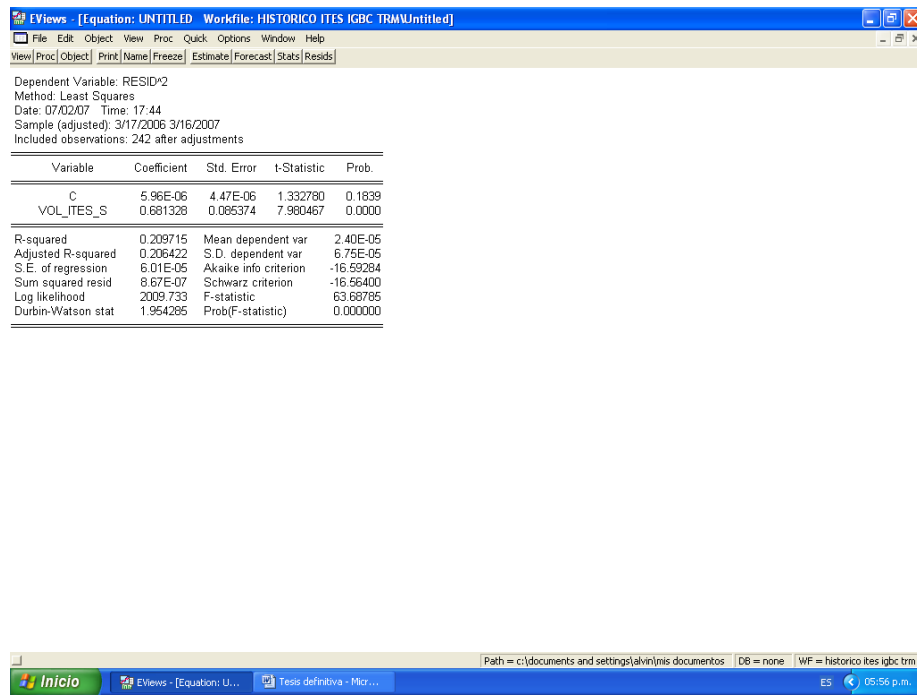 EViews - [Equation: UNTITLED Workfile: HISTORICO ITES IGBC TRM\Untitled]
File Edit Object View Proc Quick Options Window Help
View Proc Object Print Name Freeze Estimate Forecast Stats Resids
Dependent Variable: RESID^2
Method: Least Squares
Date: 07/02/07 Time: 17:44
Sample (adjusted): 3/17/2006 3/16/2007
Included observations: 242 after adjustments
Variable Coefficient Std. Error t-Statistic Prob.
C 5.96E-06 4.47E-06 1.332780 0.1839
VOL_ITES_S 0.681328 0.085374 7.980467 0.0000
R-squared 0.209715 Mean dependent var 2.40E-05
Adjusted R-squared 0.206422 S.D. dependent var 6.75E-05
S.E. of regression 6.01E-05 Akaike info criterion -16.59284
Sum squared resid 8.67E-07 Schwarz criterion -16.56400
Log likelihood 2009.733 F-statistic 63.68785
Durbin-Watson stat 1.954285 Prob(F-statistic) 0.000000
Path = c:\documents and settings\alvin\mis documentos DB = none WF = historico ites igbc trm
Inicio EViews - [Equation: U... Tesis definitiva - Micr... ES 05:56 p.m.